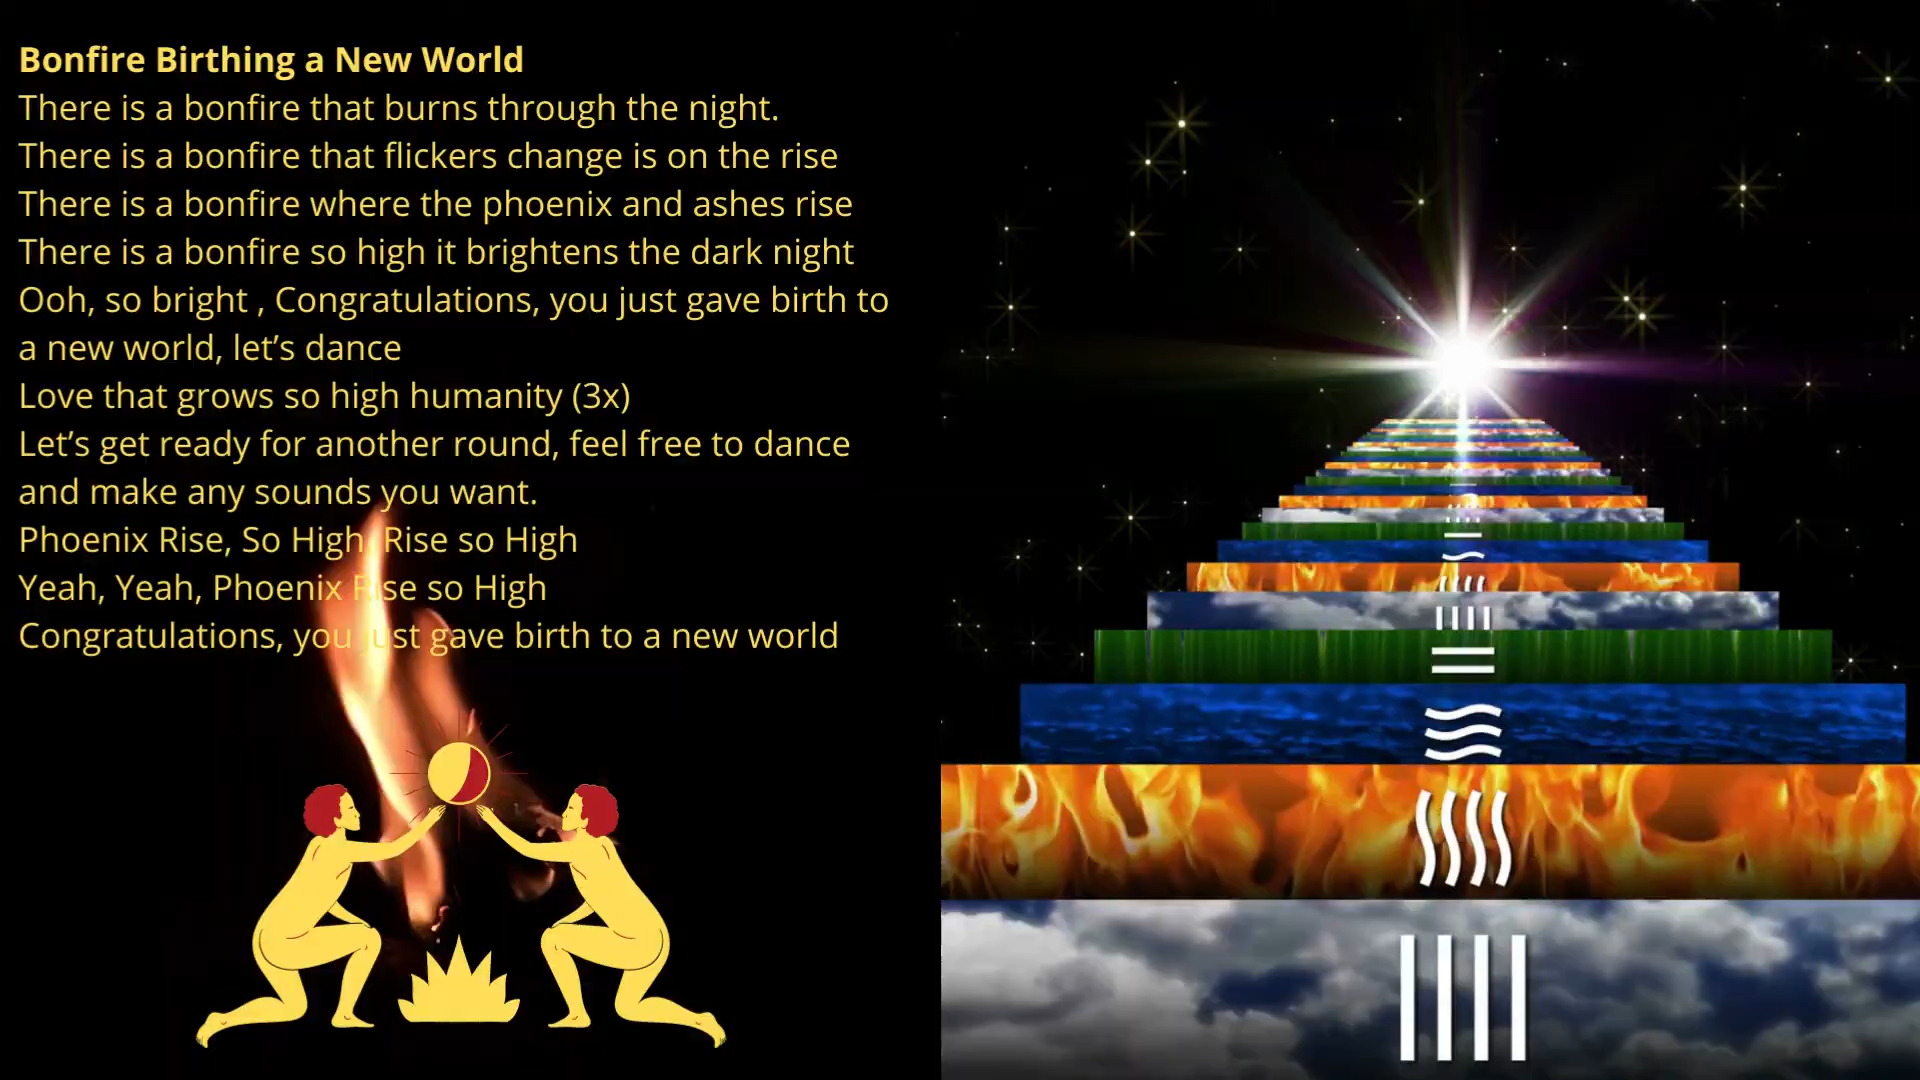 Bonfire Birthing a New World
There is a bonfire that burns through the night.
There is a bonfire that flickers change is on the rise
There is a bonfire where the phoenix and ashes rise
There is a bonfire so high it brightens the dark night
Ooh, so bright , Congratulations, you just gave birth to
a new world, let’s dance
Love that grows so high humanity (3x)
Let’s get ready for another round, feel free to dance
and make any sounds you want.
Phoenix Rise, So High, Rise so High
Yeah, Yeah, Phoenix Rise so High
Congratulations, you just gave birth to a new world